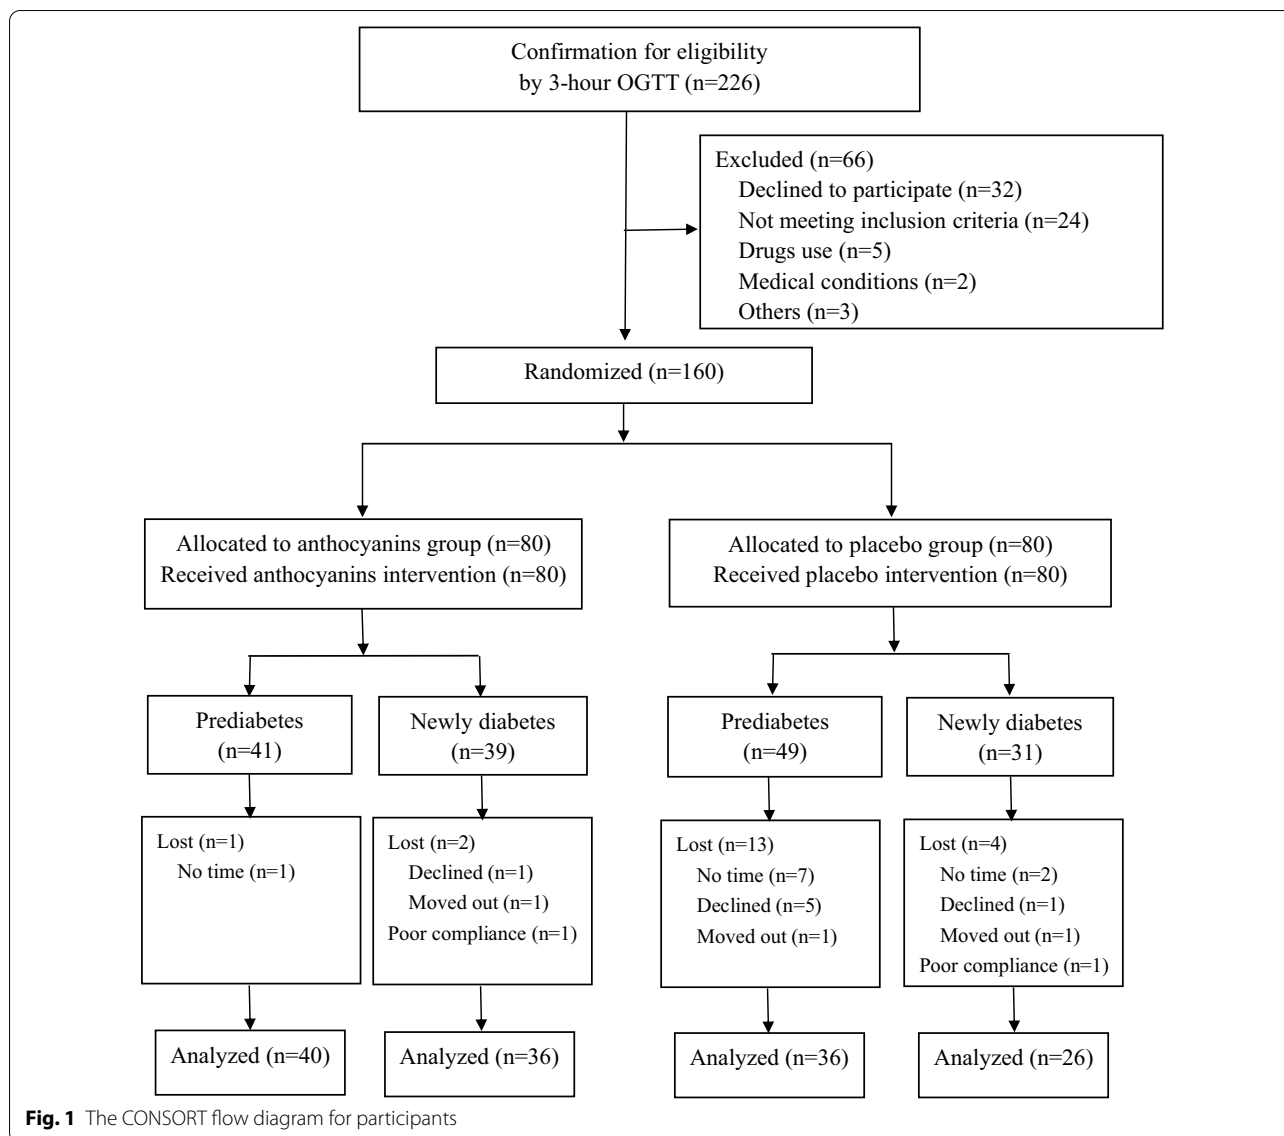 Confirmation for eligibility
by 3-hour OGTT (n=226)
Excluded (n=66)
Declined to participate (n=32)
Not meeting inclusion criteria (n=24)
Drugs use (n=5)
Medical conditions (n=2)
Others (n=3)
Randomized (n=160)
Allocated to anthocyanins group (n=80)
Received anthocyanins intervention (n=80)
Allocated to placebo group (n=80)
Received placebo intervention (n=80)
Prediabetes
(n=41)
Newly diabetes
(n=39)
Prediabetes
(n=49)
Newly diabetes
(n=31)
Lost (n=1)
No time (n=1)
Lost (n=2)
Declined (n=1)
Moved out (n=1)
Poor compliance (n=1)
Lost (n=13)
No time (n=7)
Declined (n=5)
Moved out (n=1)
Lost (n=4)
No time (n=2)
Declined (n=1)
Moved out (n=1)
Poor compliance (n=1)
Analyzed (n=40)
Analyzed (n=36)
Analyzed (n=36)
Analyzed (n=26)
Fig. 1 The CONSORT flow diagram for participants